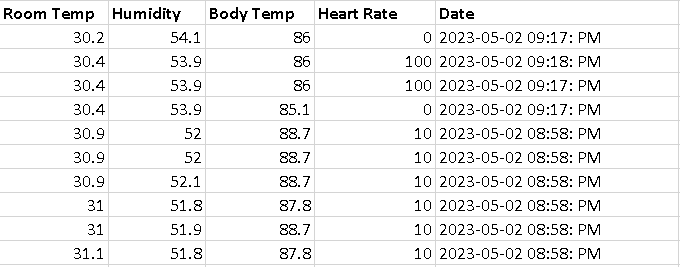 Room Temp Humidity Body Temp Heart Rate Date
30.2 54.1 86 0 2023-05-02 09:17: PM
30.4 53.9 86 100 2023-05-02 09:18: PM
30.4 53.9 86 100 2023-05-02 09:17: PM
30.4 53.9 85.1 0 2023-05-02 09:17: PM
30.9 52 88.7 10 2023-05-02 08:58: PM
30.9 52 88.7 10 2023-05-02 08:58: PM
30.9 52.1 88.7 10 2023-05-02 08:58: PM
31 51.8 87.8 10 2023-05-02 08:58: PM
31 51.9 88.7 10 2023-05-02 08:58: PM
31.1 51.8 87.8 10 2023-05-02 08:58: PM